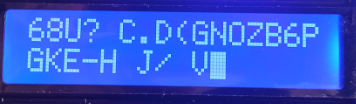 68U? C.D(GNOZB6P
GKE-H J/ V